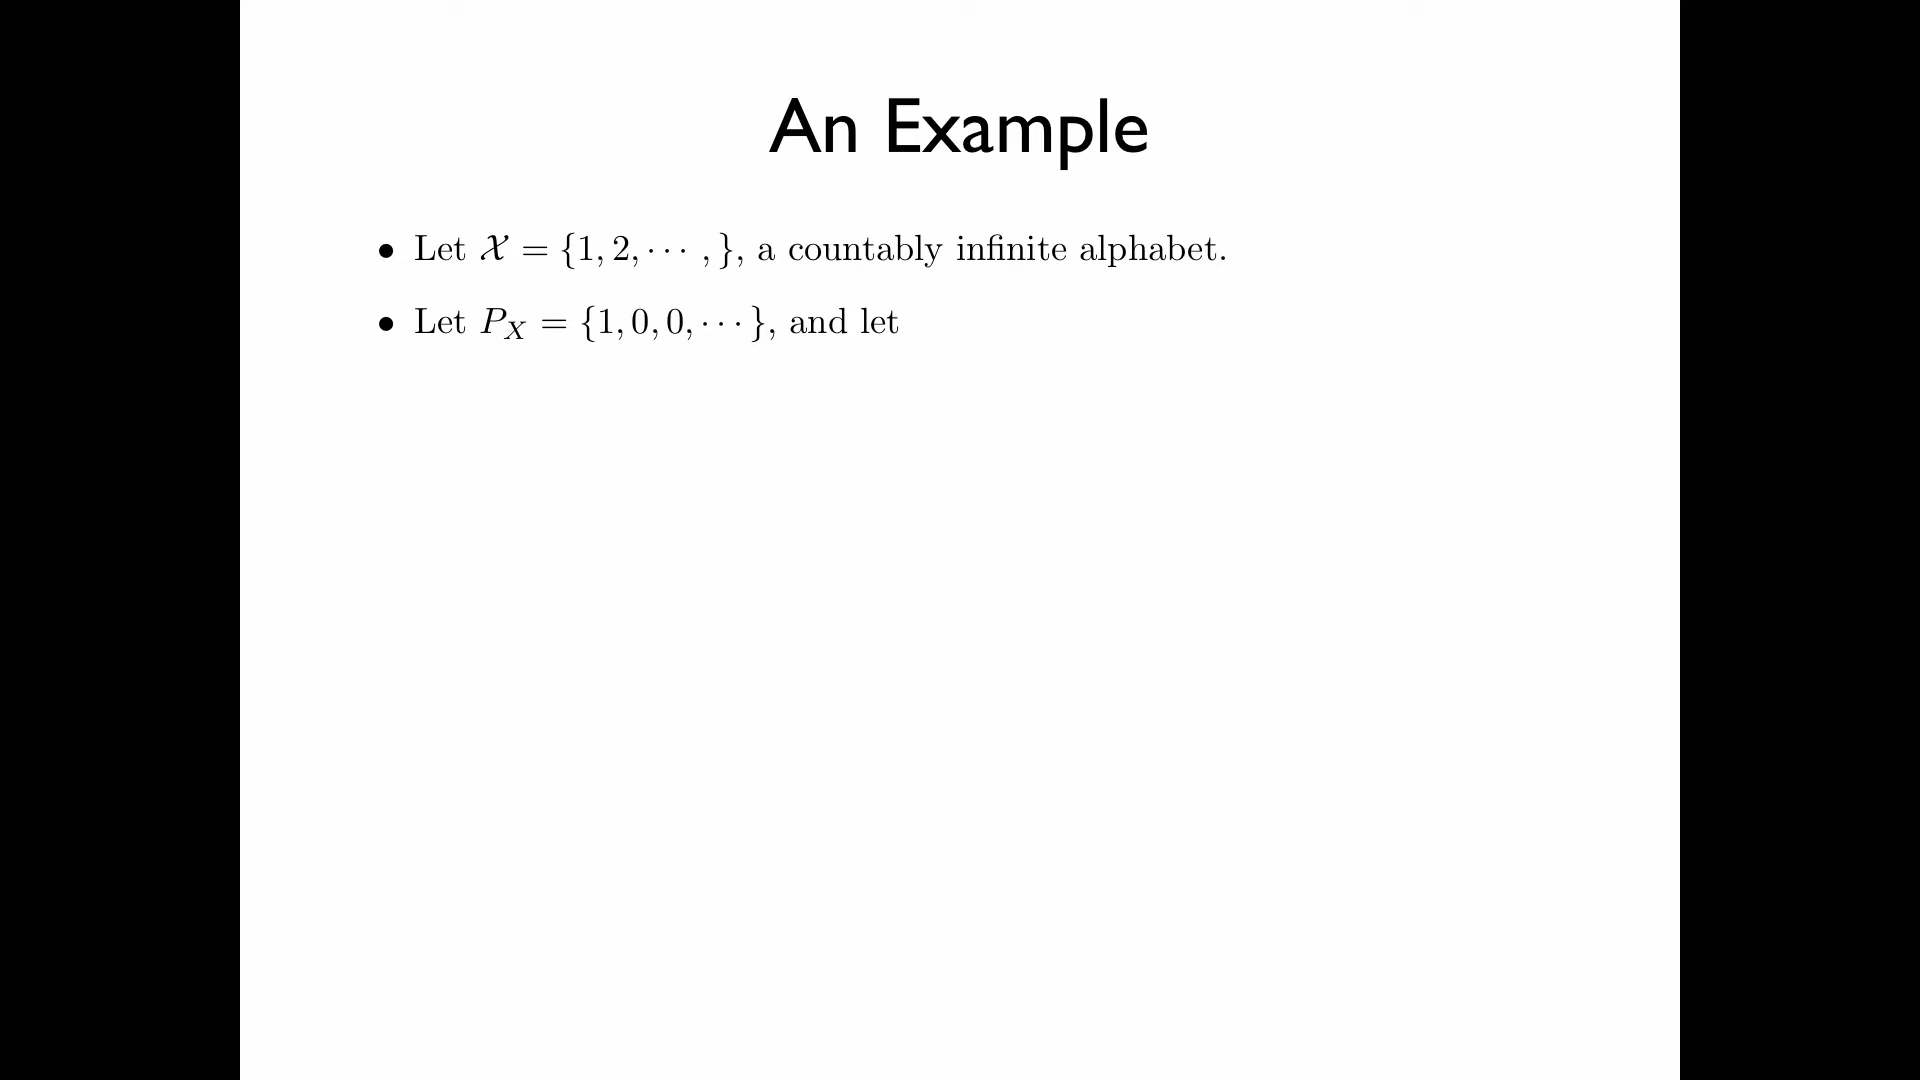 An Example
• Let 𝒳 = {1, 2, ⋯ , }, a countably infinite alphabet.
• Let P_X = {1, 0, 0, ⋯ }, and let